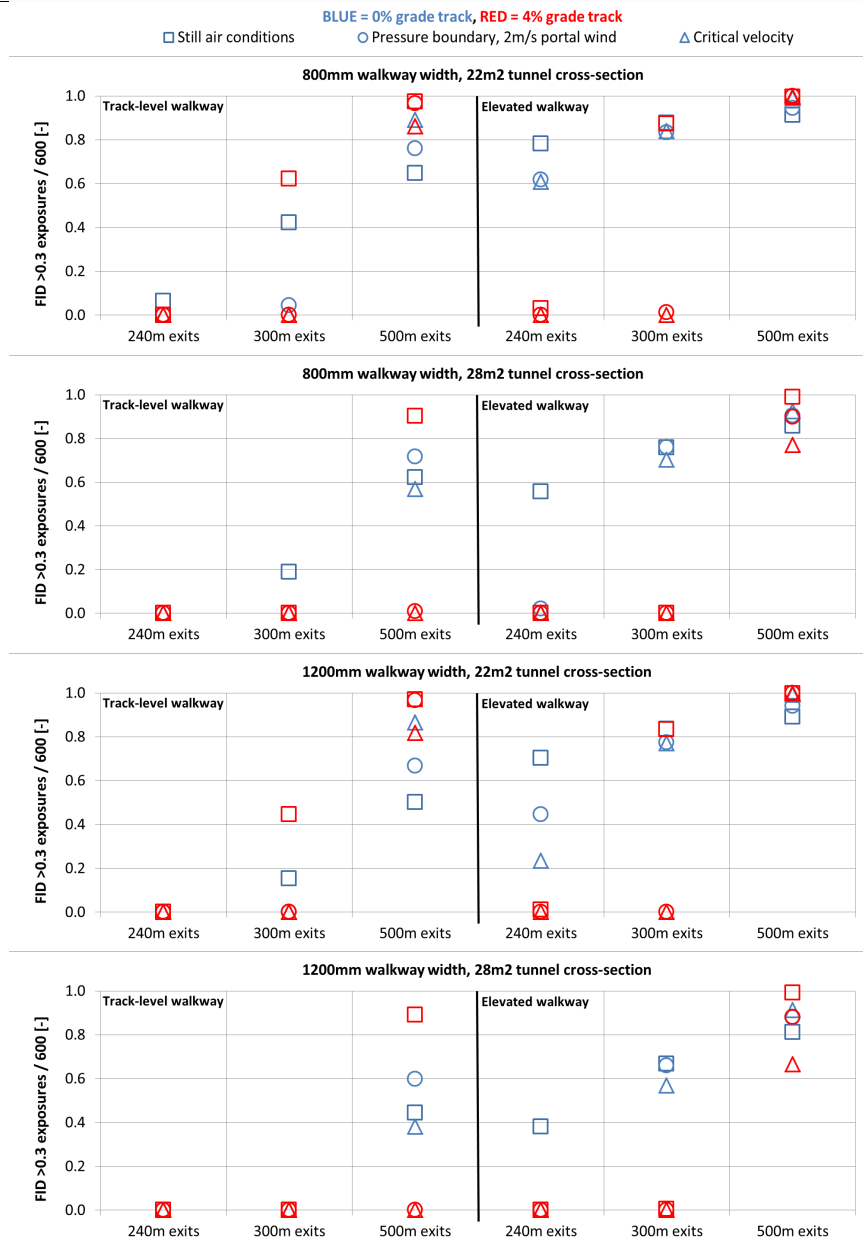 BLUE = 0% grade track, RED = 4% grade track
Still air conditions Pressure boundary, 2m/s portal wind Critical velocity
800mm walkway width, 22m2 tunnel cross-section
FID >0.3 exposures / 600 [-]
1.0
0.8
0.6
0.4
0.2
0.0
Track-level walkway Elevated walkway
240m exits 300m exits 500m exits 240m exits 300m exits 500m exits
800mm walkway width, 28m2 tunnel cross-section
FID >0.3 exposures / 600 [-]
1.0
0.8
0.6
0.4
0.2
0.0
Track-level walkway Elevated walkway
240m exits 300m exits 500m exits 240m exits 300m exits 500m exits
1200mm walkway width, 22m2 tunnel cross-section
FID >0.3 exposures / 600 [-]
1.0
0.8
0.6
0.4
0.2
0.0
Track-level walkway Elevated walkway
240m exits 300m exits 500m exits 240m exits 300m exits 500m exits
1200mm walkway width, 28m2 tunnel cross-section
FID >0.3 exposures / 600 [-]
1.0
0.8
0.6
0.4
0.2
0.0
Track-level walkway Elevated walkway
240m exits 300m exits 500m exits 240m exits 300m exits 500m exits